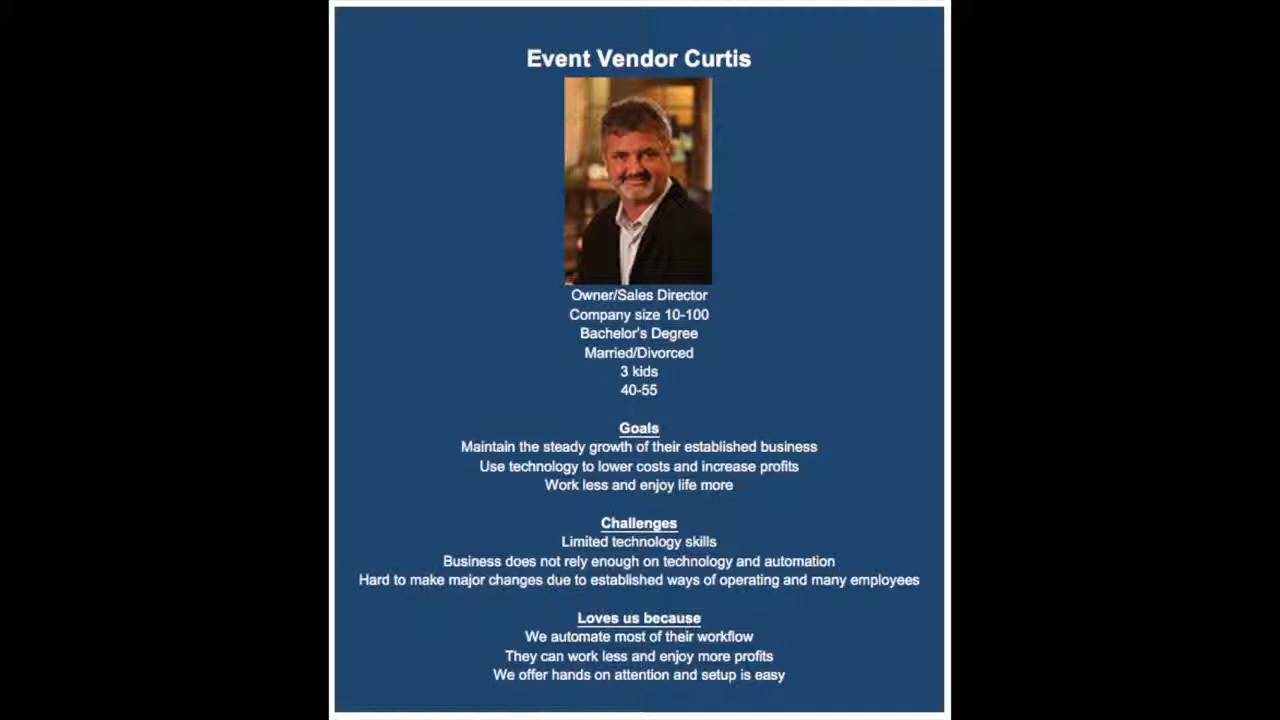 Event Vendor Curtis
Owner/Sales Director
Company size 10-100
Bachelor's Degree
Married/Divorced
3 kids
40-55
Goals
Maintain the steady growth of their established business
Use technology to lower costs and increase profits
Work less and enjoy life more
Challenges
Limited technology skills
Business does not rely enough on technology and automation
Hard to make major changes due to established ways of operating and many employees
Loves us because
We automate most of their workflow
They can work less and enjoy more profits
We offer hands on attention and setup is easy